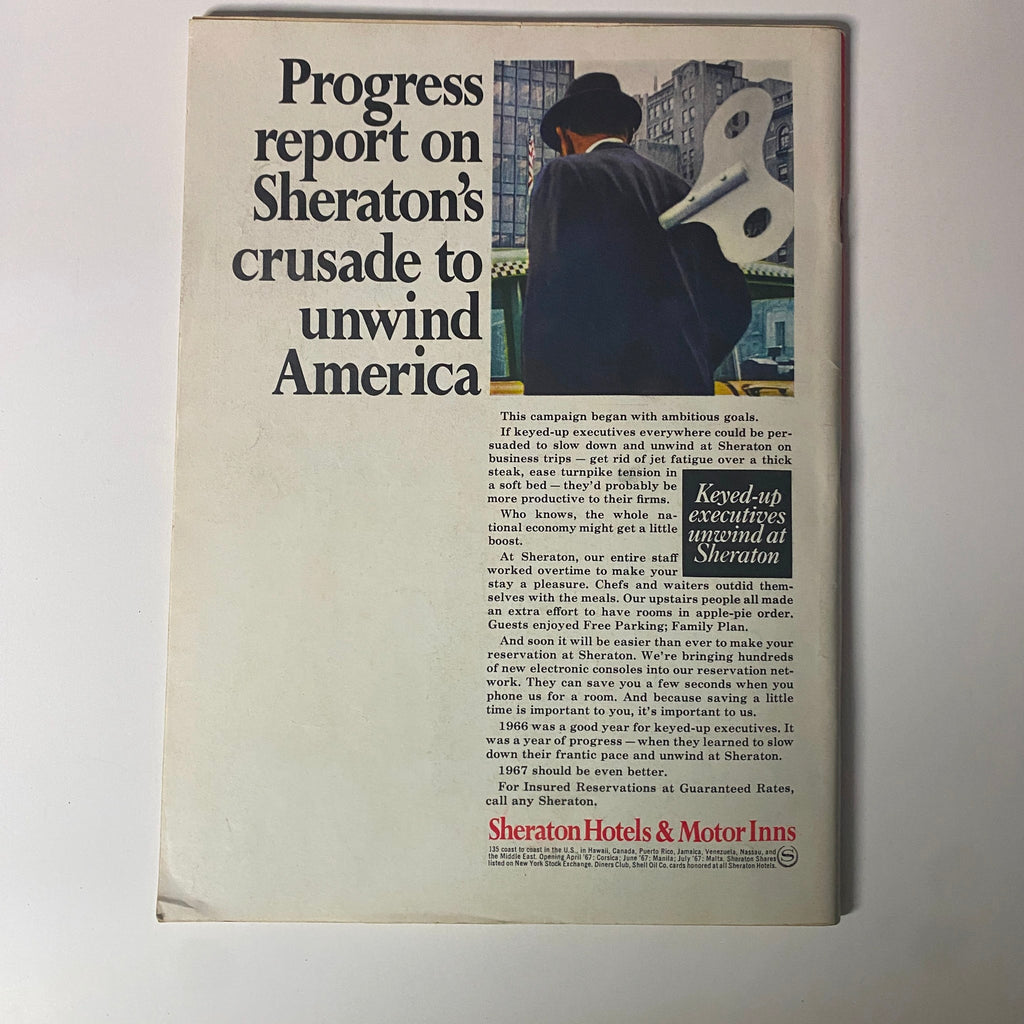 Progress
report on
Sheraton's
crusade to
unwind
America
This campaign began with ambitious goals.
If keyed-up executives everywhere could be per-
suaded to slow down and unwind at Sheraton on
business trips — get rid of jet fatigue over a thick
steak, ease turnpike tension in
a soft bed — they'd probably be
more productive to their firms.
Who knows, the whole na-
tional economy might get a little
boost.
Keyed-up
executives
unwind at
Sheraton
At Sheraton, our entire staff
worked overtime to make your
stay a pleasure. Chefs and waiters outdid them-
selves with the meals. Our upstairs people all made
an extra effort to have rooms in apple-pie order.
Guests enjoyed Free Parking; Family Plan.
And soon it will be easier than ever to make your
reservation at Sheraton. We're bringing hundreds
of new electronic consoles into our reservation net-
work. They can save you a few seconds when you
phone us for a room. And because saving a little
time is important to you, it's important to us.
1966 was a good year for keyed-up executives. It
was a year of progress — when they learned to slow
down their frantic pace and unwind at Sheraton.
1967 should be even better.
For Insured Reservations at Guaranteed Rates,
call any Sheraton.
Sheraton Hotels & Motor Inns
135 coast to coast in the U.S., in Hawaii, Canada, Puerto Rico, Jamaica, Venezuela, Nassau, and
the Middle East. Opening April '67: Corsica; June '67: Manila; July '67: Malta. Sheraton Shares
listed on New York Stock Exchange. Diners Club, Shell Oil Co. cards honored at all Sheraton Hotels.
S